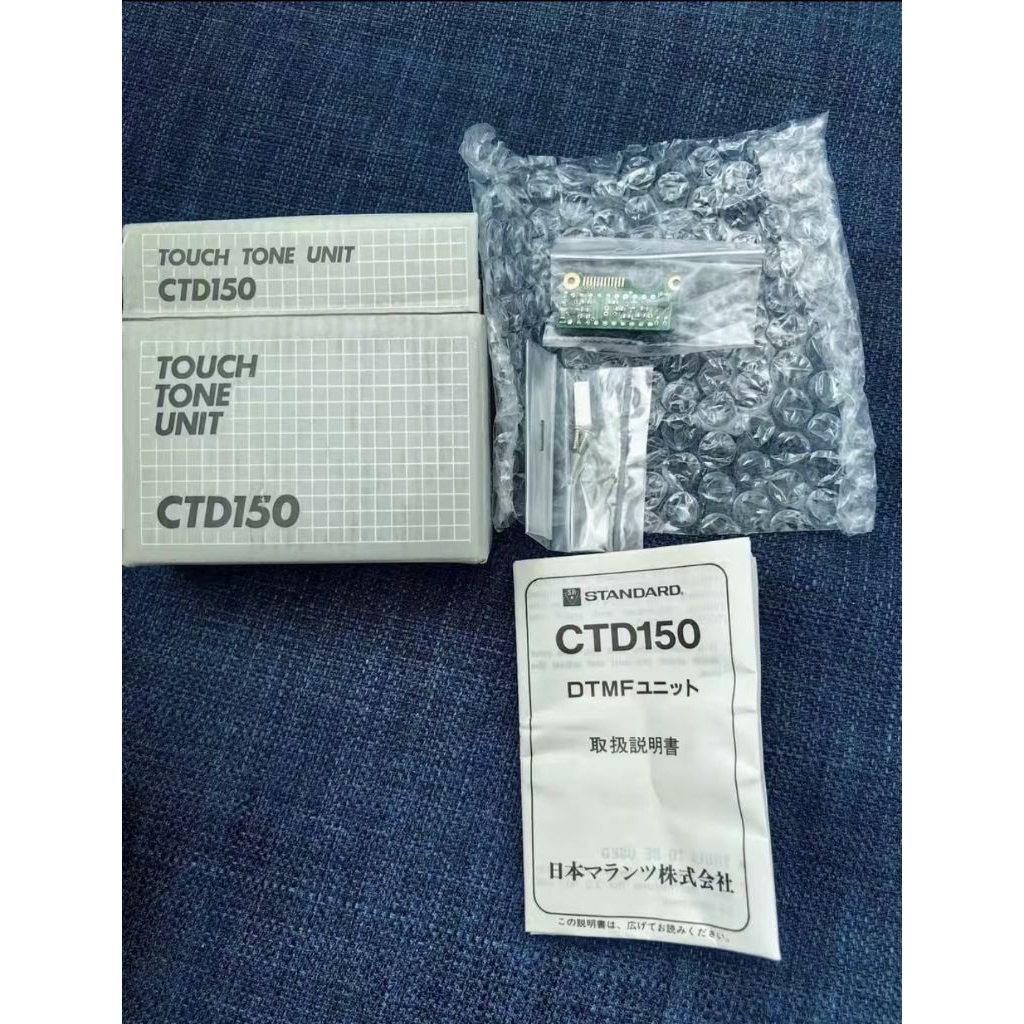 TOUCH TONE UNIT
CTD150
TOUCH
TONE
UNIT
CTD150
STANDARD.
CTD150
DTMFユニット
取扱説明書
日本マランツ株式会社
この説明書は、広げてお読みください。